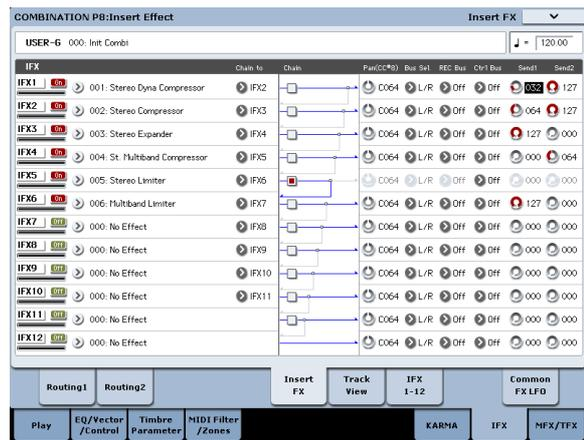 COMBINATION P8:Insert Effect Insert FX
USER-G 000: Init Combi ♩ = 120.00
IFX Chain to Chain Pan(CC#8) Bus Sel. REC Bus Ctrl Bus Send1 Send2
IFX1 On 001: Stereo Dyna Compressor IFX2 C064 L/R Off Off 032 127
IFX2 On 002: Stereo Compressor IFX3 C064 L/R Off Off 064 127
IFX3 On 003: Stereo Expander IFX4 C064 L/R Off Off 127 000
IFX4 On 004: St. Multiband Compressor IFX5 C064 L/R Off Off 000 064
IFX5 On 005: Stereo Limiter IFX6 C064 L/R Off Off 000 000
IFX6 On 006: Multiband Limiter IFX7 C064 L/R Off Off 127 000
IFX7 Off 000: No Effect IFX8 C064 L/R Off Off 000 000
IFX8 Off 000: No Effect IFX9 C064 L/R Off Off 000 000
IFX9 Off 000: No Effect IFX10 C064 L/R Off Off 000 000
IFX10 Off 000: No Effect IFX11 C064 L/R Off Off 000 000
IFX11 Off 000: No Effect C064 L/R Off Off 000 000
IFX12 Off 000: No Effect C064 L/R Off Off 000 000
Routing1 Routing2 Insert FX Track View IFX 1-12 Common FX LFO
Play EQ/Vector /Control Timbre Parameter MIDI Filter /Zones KARMA IFX MFX/TFX